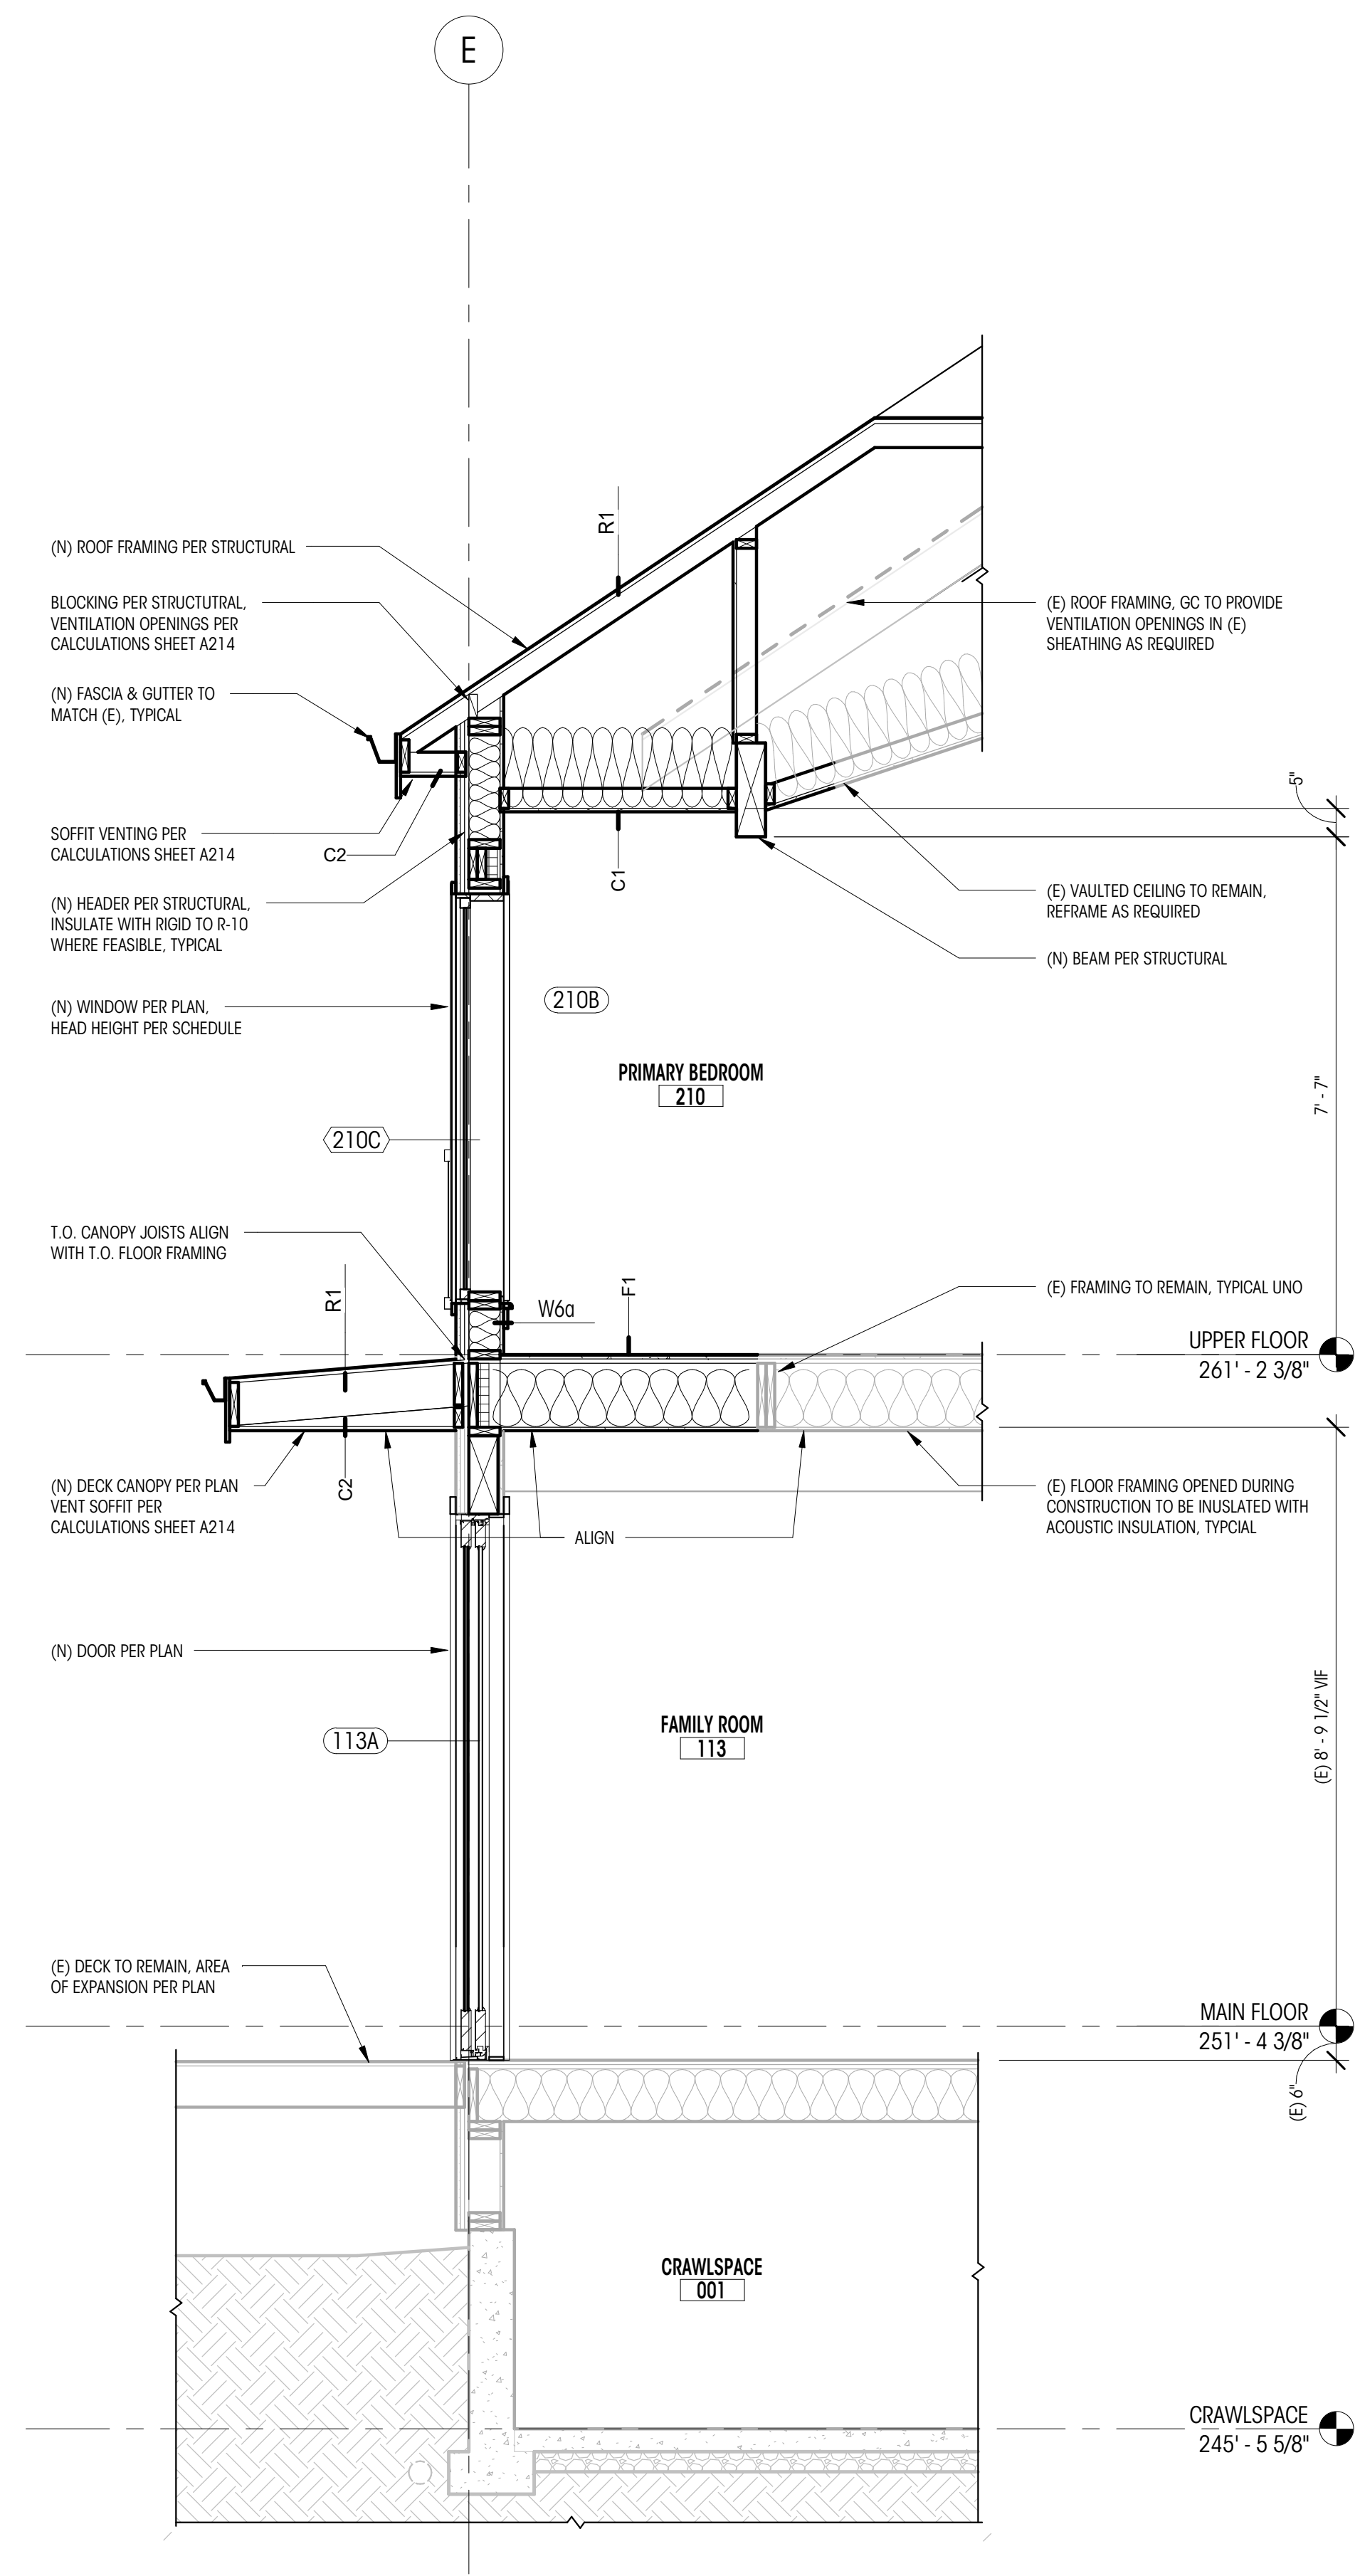 E
R1
(N) ROOF FRAMING PER STRUCTURAL
BLOCKING PER STRUCTUTRAL,
VENTILATION OPENINGS PER
CALCULATIONS SHEET A214
(N) FASCIA & GUTTER TO
MATCH (E), TYPICAL
SOFFIT VENTING PER
CALCULATIONS SHEET A214
C2
C1
(N) HEADER PER STRUCTURAL,
INSULATE WITH RIGID TO R-10
WHERE FEASIBLE, TYPICAL
(N) WINDOW PER PLAN,
HEAD HEIGHT PER SCHEDULE
(E) ROOF FRAMING, GC TO PROVIDE
VENTILATION OPENINGS IN (E)
SHEATHING AS REQUIRED
5"
(E) VAULTED CEILING TO REMAIN,
REFRAME AS REQUIRED
(N) BEAM PER STRUCTURAL
210B
PRIMARY BEDROOM
210
7' - 7"
210C
T.O. CANOPY JOISTS ALIGN
WITH T.O. FLOOR FRAMING
R1
F1
W6a
(E) FRAMING TO REMAIN, TYPICAL UNO
UPPER FLOOR
261' - 2 3/8"
(N) DECK CANOPY PER PLAN
VENT SOFFIT PER
CALCULATIONS SHEET A214
C2
ALIGN
(E) FLOOR FRAMING OPENED DURING
CONSTRUCTION TO BE INUSLATED WITH
ACOUSTIC INSULATION, TYPCIAL
(N) DOOR PER PLAN
113A
FAMILY ROOM
113
(E) 8' - 9 1/2" VIF
(E) DECK TO REMAIN, AREA
OF EXPANSION PER PLAN
MAIN FLOOR
251' - 4 3/8"
(E) 6"
CRAWLSPACE
001
CRAWLSPACE
245' - 5 5/8"